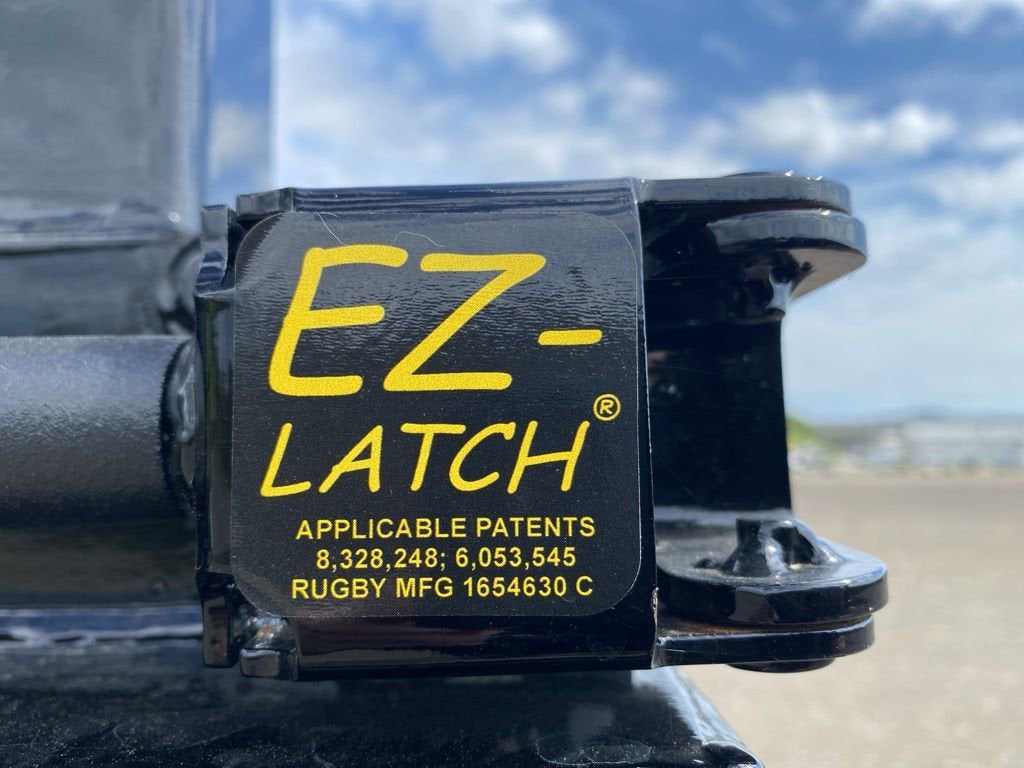 EZ-
LATCH®
APPLICABLE PATENTS
8,328,248; 6,053,545
RUGBY MFG 1654630 C